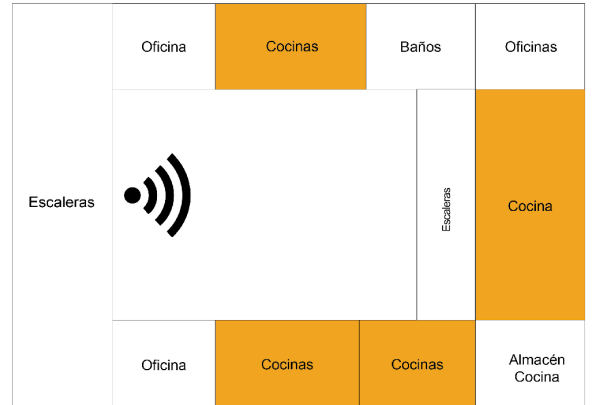 Oficina
Cocinas
Baños
Oficinas
Escaleras
Escaleras
Cocina
Oficina
Cocinas
Cocinas
Almacén
Cocina